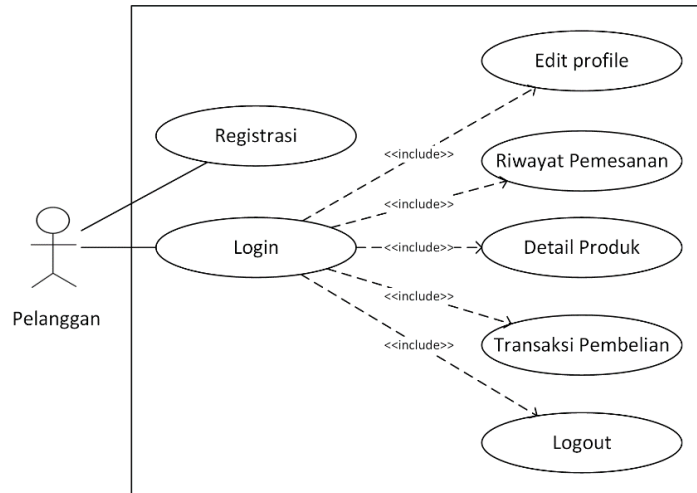 Edit profile
Registrasi
<<include>>
Riwayat Pemesanan
<<include>>
Login
<<include>>
Detail Produk
Pelanggan
<<include>>
Transaksi Pembelian
<<include>>
Logout